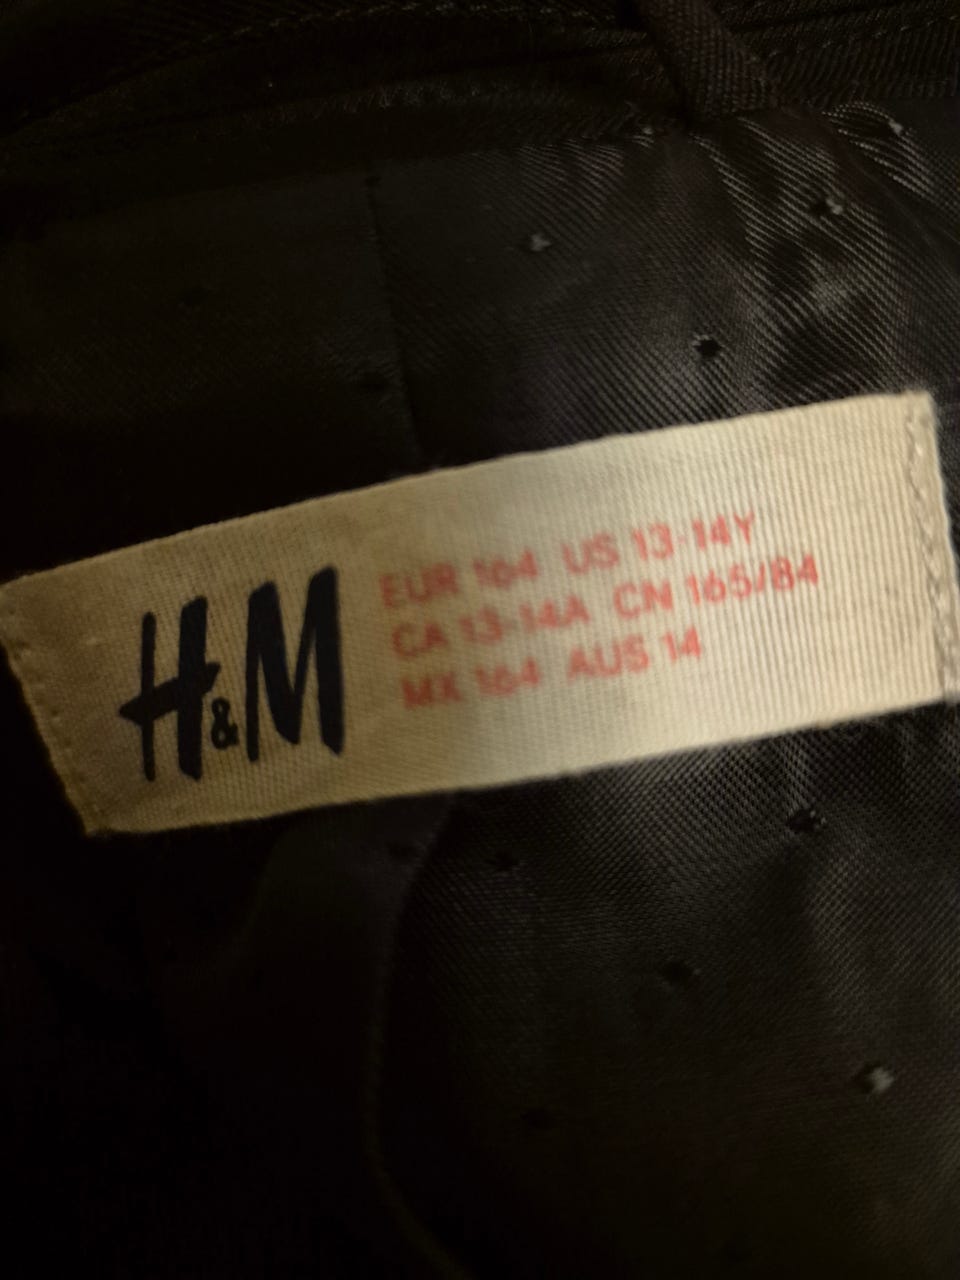 H&M
EUR 164 US 13-14Y
CA 13-14A CN 165/84
MX 164 AUS 14